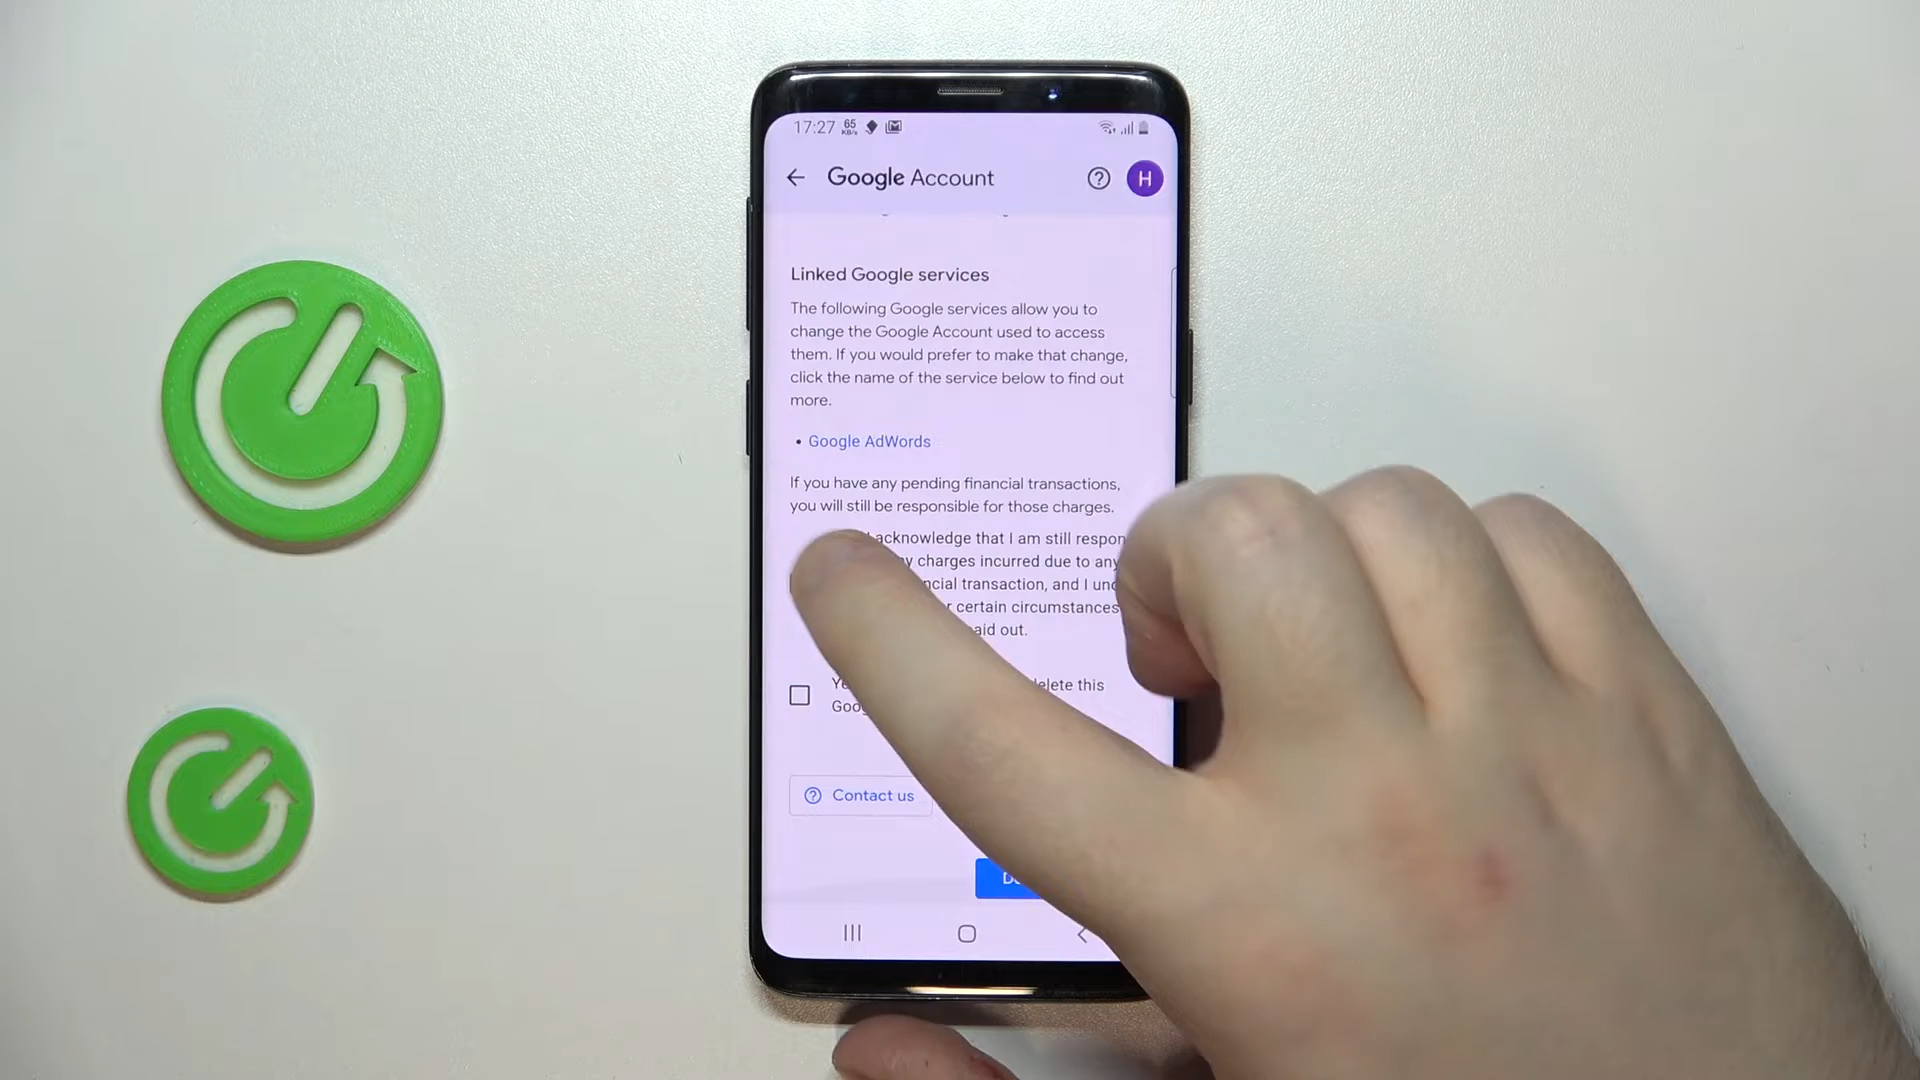 17:27 65 KB/s
Google Account
H
Linked Google services
The following Google services allow you to
change the Google Account used to access
them. If you would prefer to make that change,
click the name of the service below to find out
more.
• Google AdWords
If you have any pending financial transactions,
you will still be responsible for those charges.
acknowledge that I am still respon
charges incurred due to any
ncial transaction, and I und
certain circumstances
aid out.
delete this
Contact us